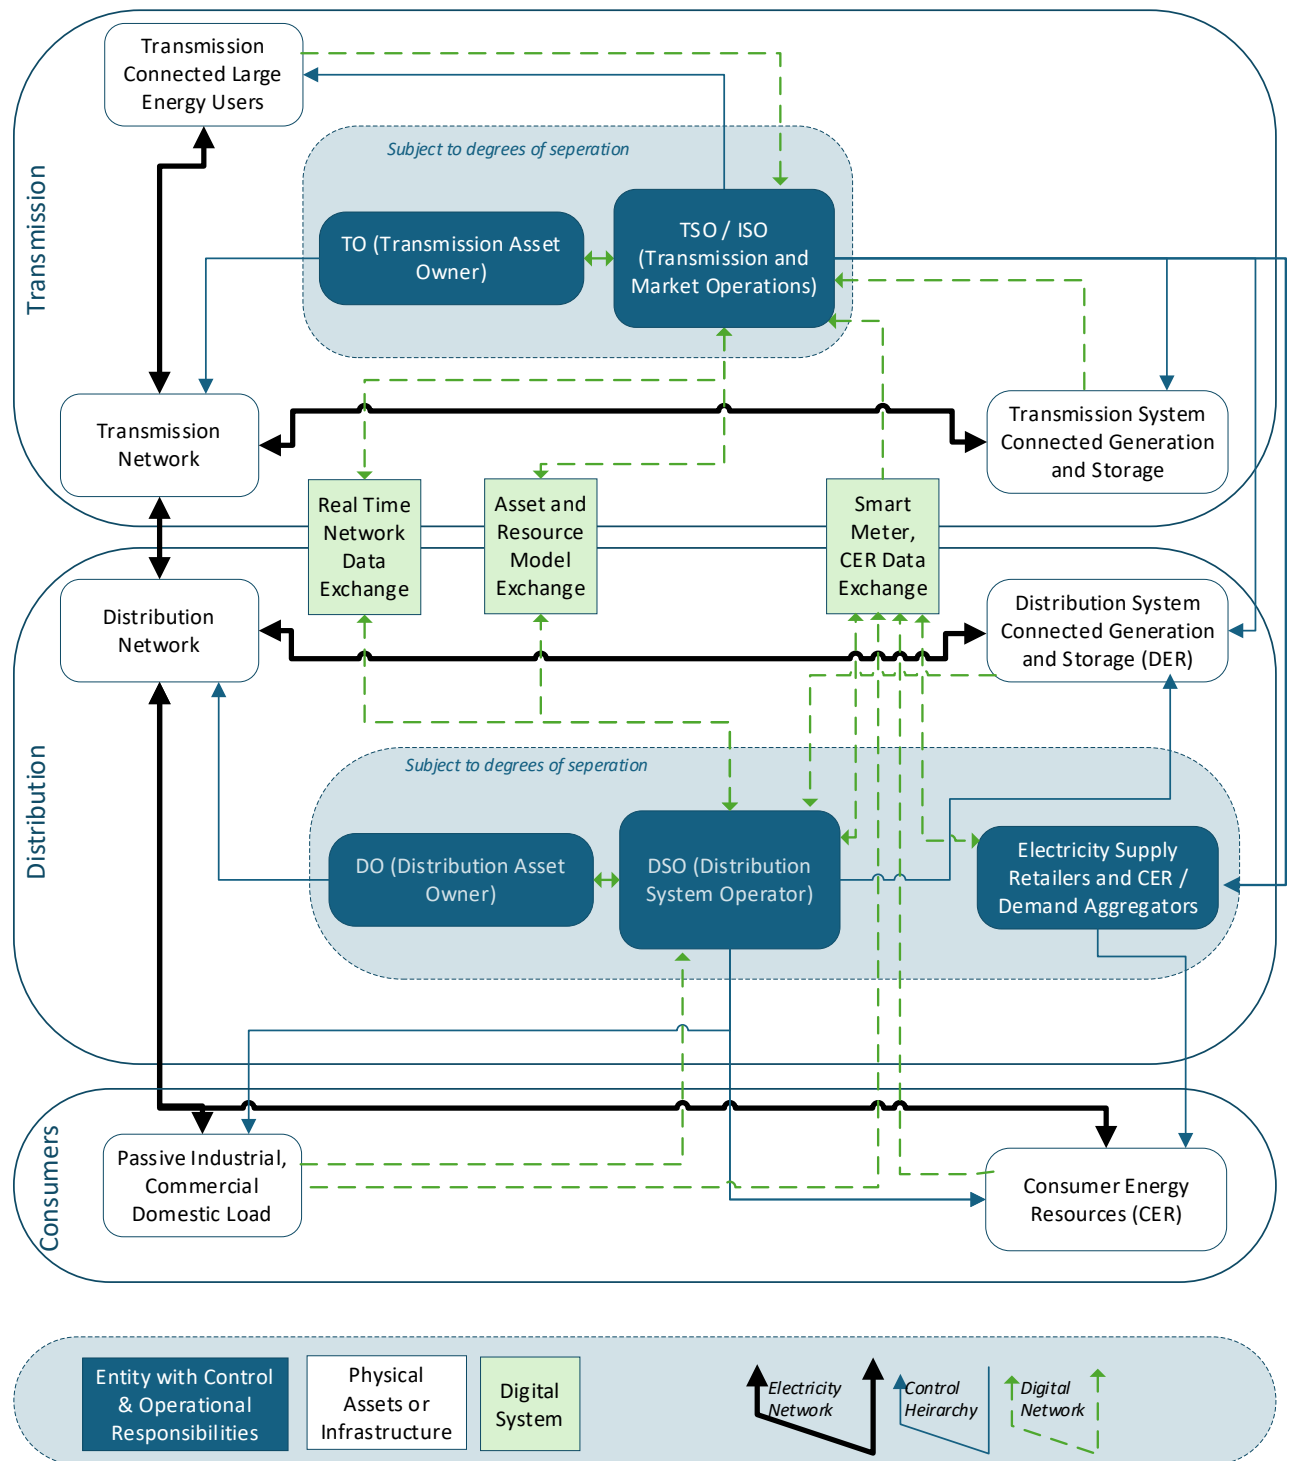 Transmission
Transmission
Connected Large
Energy Users
Subject to degrees of seperation
TO (Transmission Asset
Owner)
TSO / ISO
(Transmission and
Market Operations)
Transmission
Network
Transmission System
Connected Generation
and Storage
Real Time
Network
Data
Exchange
Asset and
Resource
Model
Exchange
Smart
Meter,
CER Data
Exchange
Distribution
Distribution
Network
Distribution System
Connected Generation
and Storage (DER)
Subject to degrees of seperation
DO (Distribution Asset
Owner)
DSO (Distribution
System Operator)
Electricity Supply
Retailers and CER /
Demand Aggregators
Consumers
Passive Industrial,
Commercial
Domestic Load
Consumer Energy
Resources (CER)
Entity with Control
& Operational
Responsibilities
Physical
Assets or
Infrastructure
Digital
System
Electricity
Network
Control
Heirarchy
Digital
Network